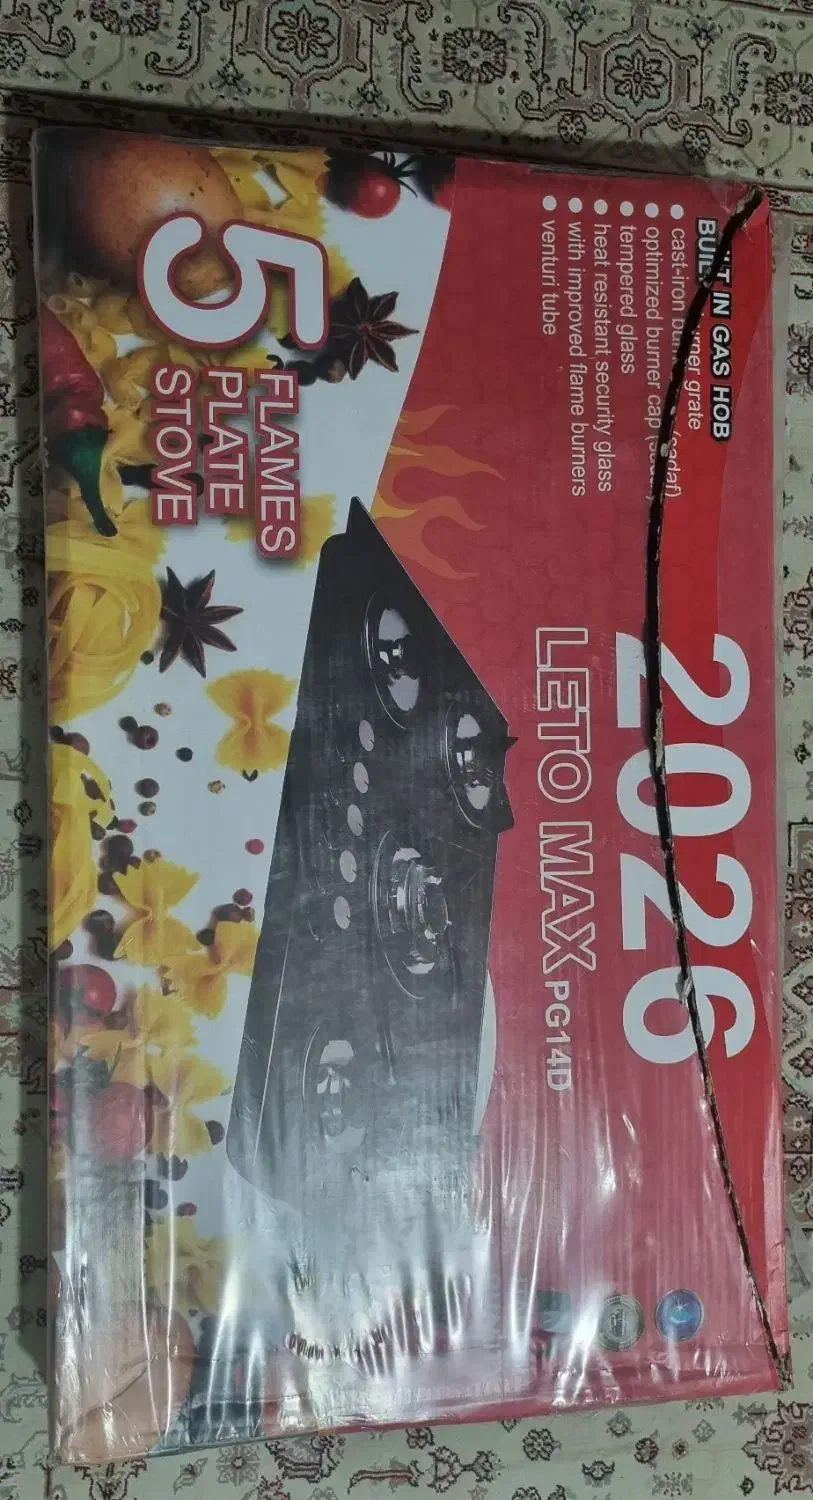 BUILT IN GAS HOB
cast-iron burner grate
optimized burner cap (sadaf)
tempered glass
heat resistant security glass
with improved flame burners
venturi tube
2026
LETO MAX PG14D
5
FLAMES
PLATE
STOVE